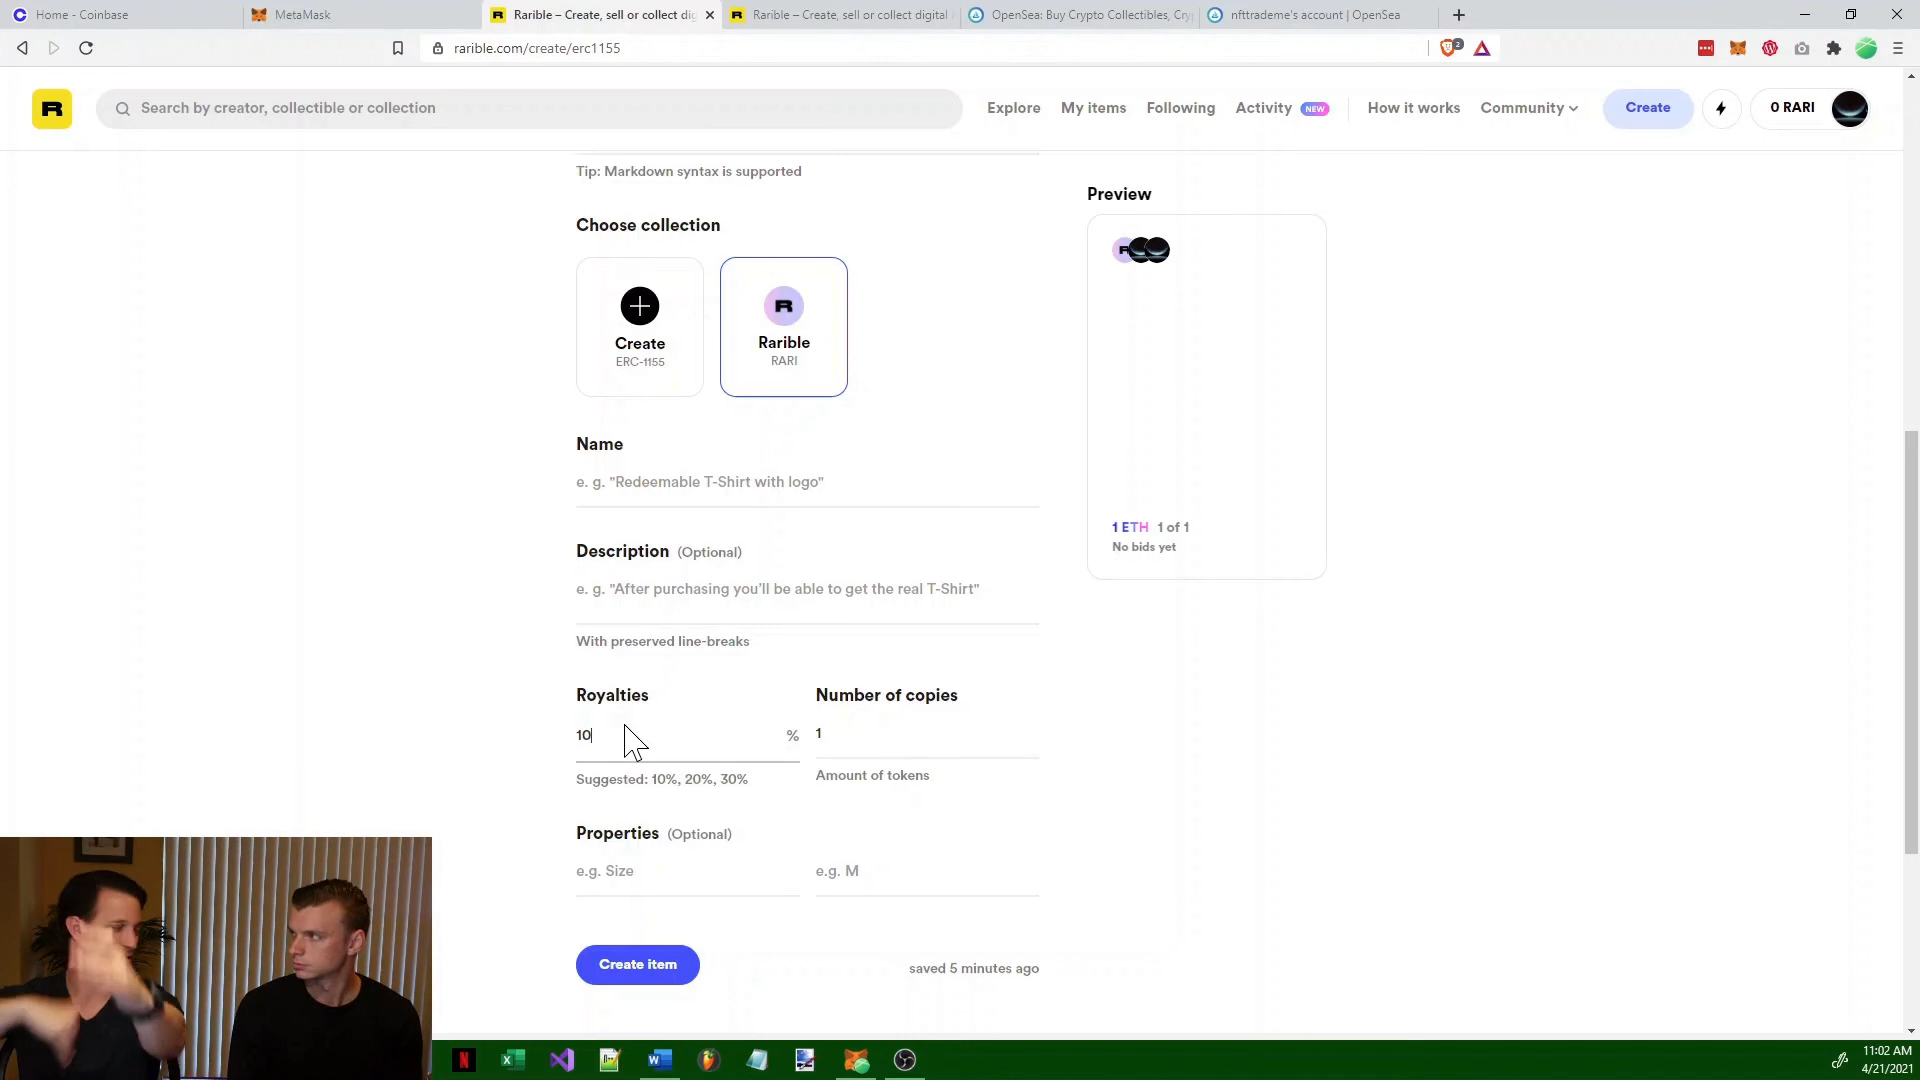 Home - Coinbase
MetaMask
Rarible – Create, sell or collect dig
Rarible – Create, sell or collect digital
OpenSea: Buy Crypto Collectibles, Cry
nfttrademe's account | OpenSea
rarible.com/create/erc1155
2
R
Search by creator, collectible or collection
Explore
My items
Following
Activity NEW
How it works
Community
Create
0 RARI
Tip: Markdown syntax is supported
Preview
Choose collection
R
R
Create
Rarible
ERC-1155
RARI
Name
e. g. "Redeemable T-Shirt with logo"
1 ETH 1 of 1
No bids yet
Description (Optional)
e. g. "After purchasing you'll be able to get the real T-Shirt"
With preserved line-breaks
Royalties
Number of copies
10
%
1
Suggested: 10%, 20%, 30%
Amount of tokens
Properties (Optional)
e.g. Size
e.g. M
Create item
saved 5 minutes ago
11:02 AM
4/21/2021